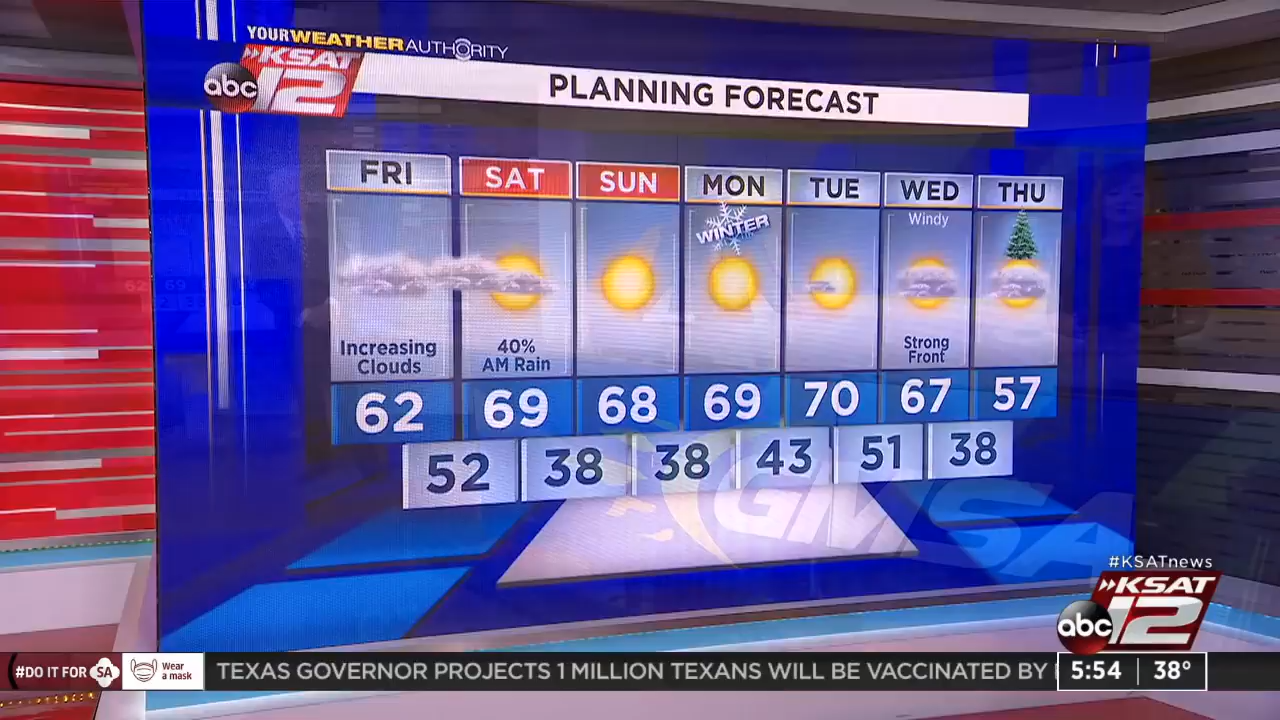 YOURWEATHERAUTHORITY
»KSAT
abc 12
PLANNING FORECAST
FRI SAT SUN MON TUE WED THU
WINTER
Windy
Increasing
Clouds
40%
AM Rain
Strong
Front
62 69 68 69 70 67 57
52 38 38 43 51 38
GMSA
#KSATnews
»KSAT
abc 12
#DO IT FOR SA
Wear
a mask
TEXAS GOVERNOR PROJECTS 1 MILLION TEXANS WILL BE VACCINATED BY
5:54 38°